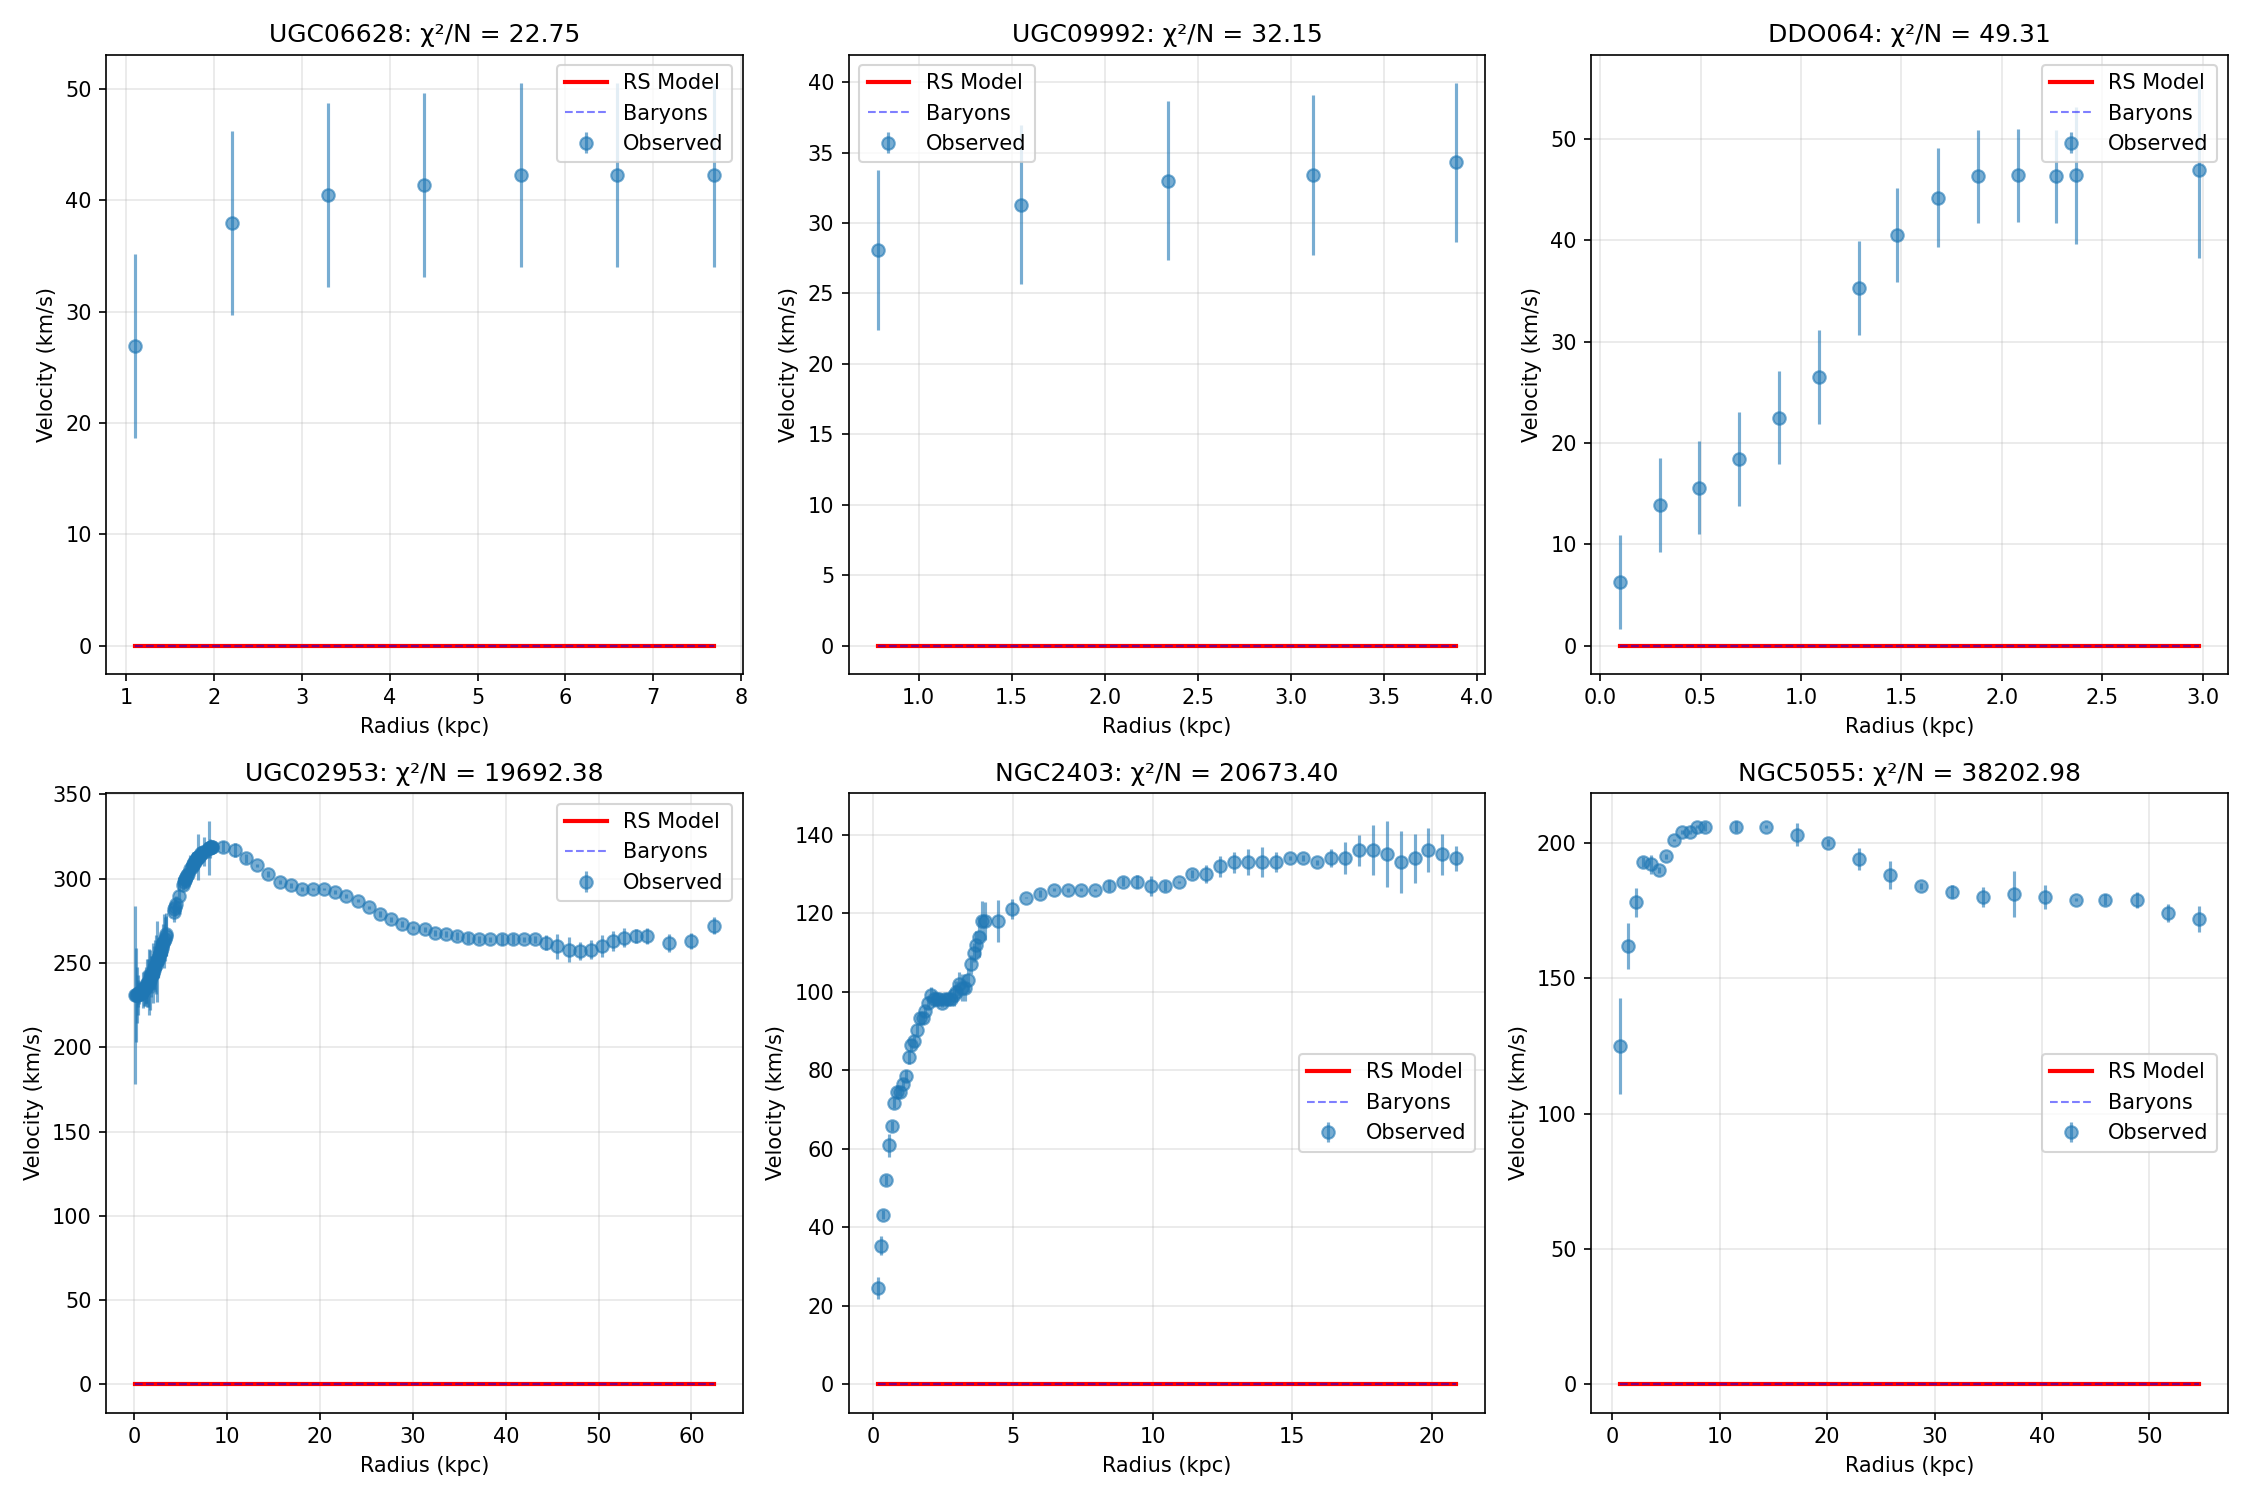 UGC06628: χ²/N = 22.75
RS Model
Baryons
Observed
50
40
30
20
10
0
Velocity (km/s)
1 2 3 4 5 6 7 8
Radius (kpc)
UGC09992: χ²/N = 32.15
RS Model
Baryons
Observed
40
35
30
25
20
15
10
5
0
Velocity (km/s)
1.0 1.5 2.0 2.5 3.0 3.5 4.0
Radius (kpc)
DDO064: χ²/N = 49.31
RS Model
Baryons
Observed
50
40
30
20
10
0
Velocity (km/s)
0.0 0.5 1.0 1.5 2.0 2.5 3.0
Radius (kpc)
UGC02953: χ²/N = 19692.38
RS Model
Baryons
Observed
350
300
250
200
150
100
50
0
Velocity (km/s)
0 10 20 30 40 50 60
Radius (kpc)
NGC2403: χ²/N = 20673.40
RS Model
Baryons
Observed
140
120
100
80
60
40
20
0
Velocity (km/s)
0 5 10 15 20
Radius (kpc)
NGC5055: χ²/N = 38202.98
RS Model
Baryons
Observed
200
150
100
50
0
Velocity (km/s)
0 10 20 30 40 50
Radius (kpc)